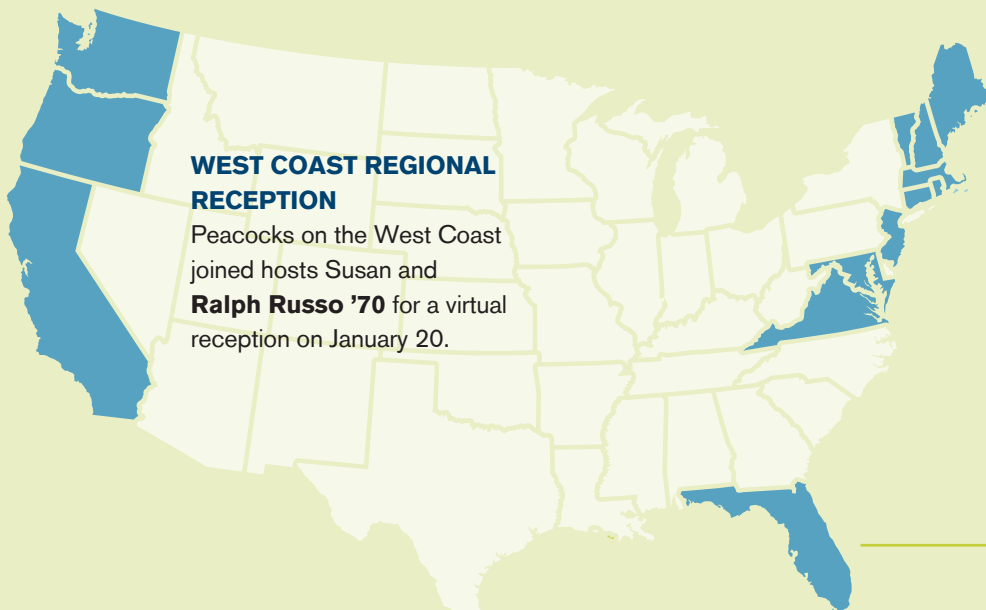 WEST COAST REGIONAL
RECEPTION
Peacocks on the West Coast
joined hosts Susan and
Ralph Russo ’70 for a virtual
reception on January 20.